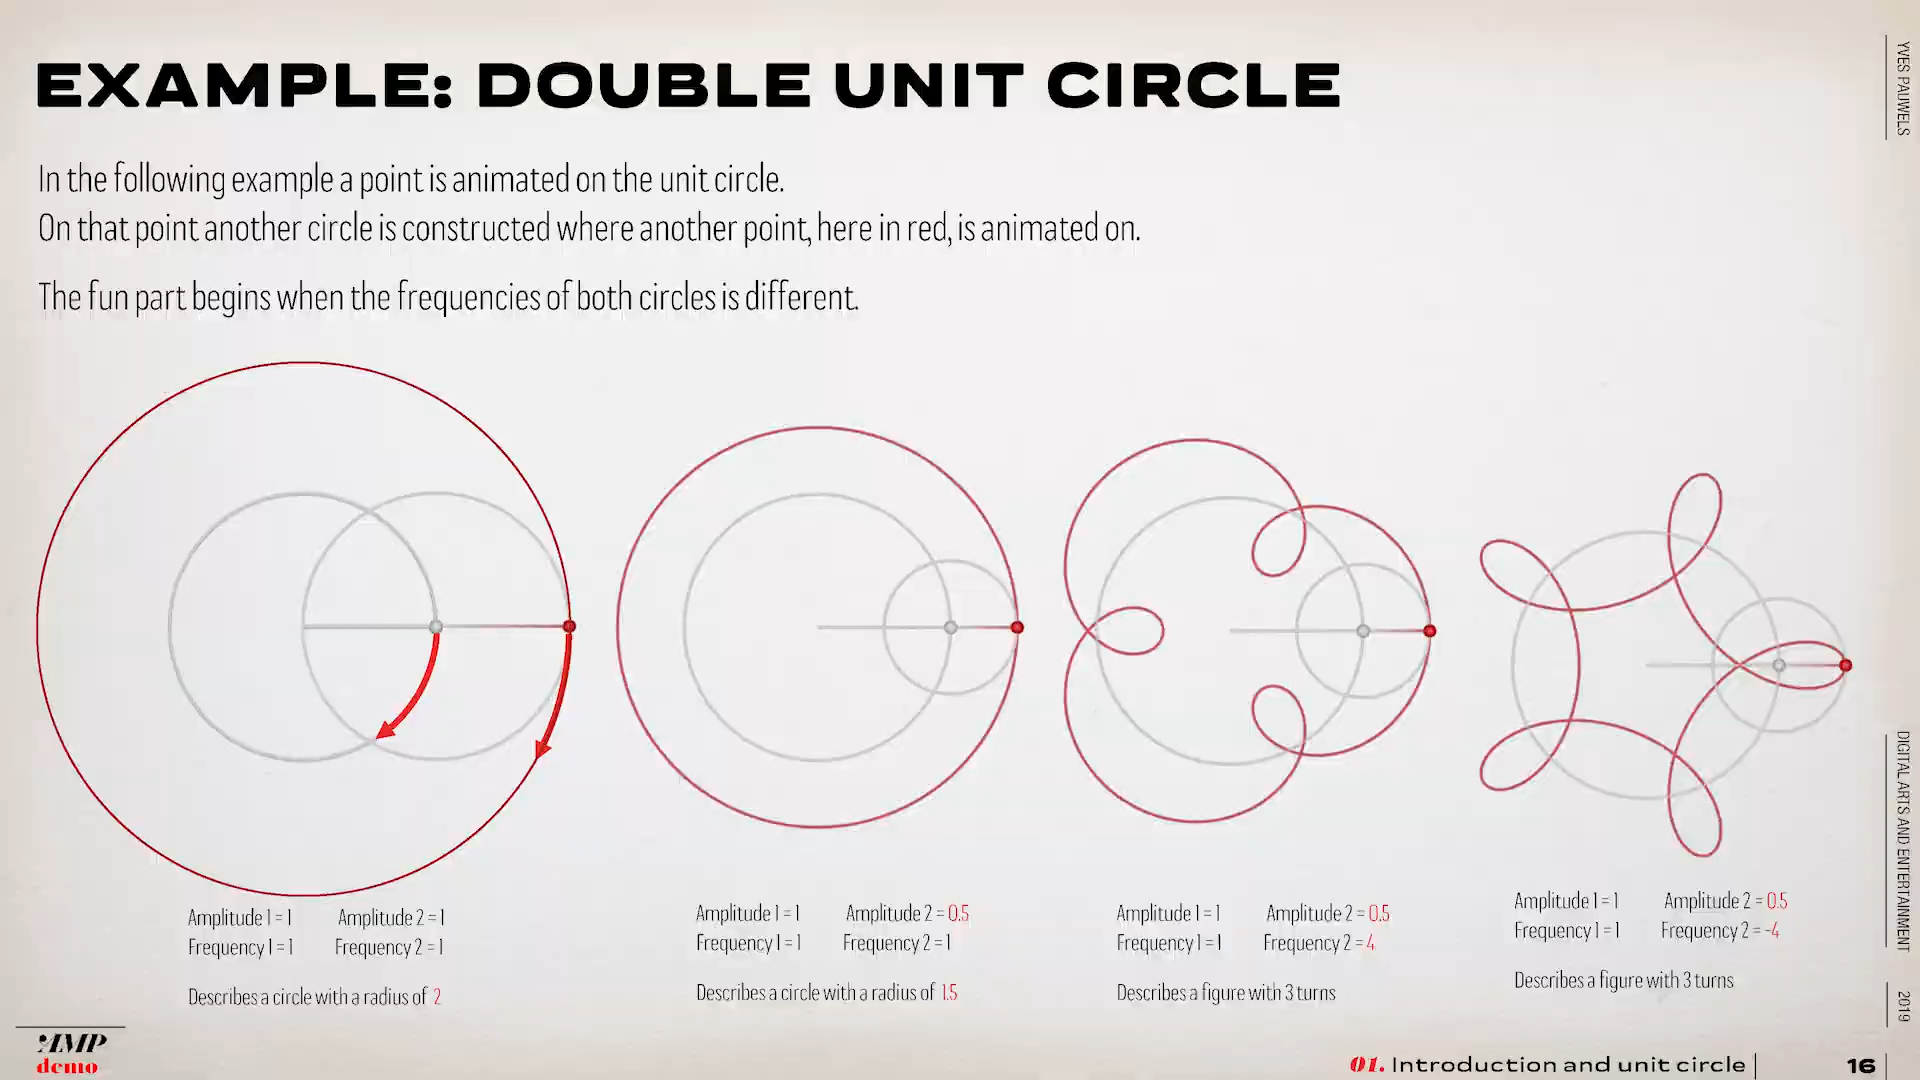 EXAMPLE: DOUBLE UNIT CIRCLE
In the following example a point is animated on the unit circle.
On that point another circle is constructed where another point, here in red, is animated on.
The fun part begins when the frequencies of both circles is different.
Amplitude 1 = 1 Amplitude 2 = 1
Frequency 1 = 1 Frequency 2 = 1
Describes a circle with a radius of 2
Amplitude 1 = 1 Amplitude 2 = 0.5
Frequency 1 = 1 Frequency 2 = 1
Describes a circle with a radius of 1.5
Amplitude 1 = 1 Amplitude 2 = 0.5
Frequency 1 = 1 Frequency 2 = 4
Describes a figure with 3 turns
Amplitude 1 = 1 Amplitude 2 = 0.5
Frequency 1 = 1 Frequency 2 = -4
Describes a figure with 3 turns
YVES PAUWELS
DIGITAL ARTS AND ENTERTAINMENT
2019
AMP
demo
01. Introduction and unit circle
16